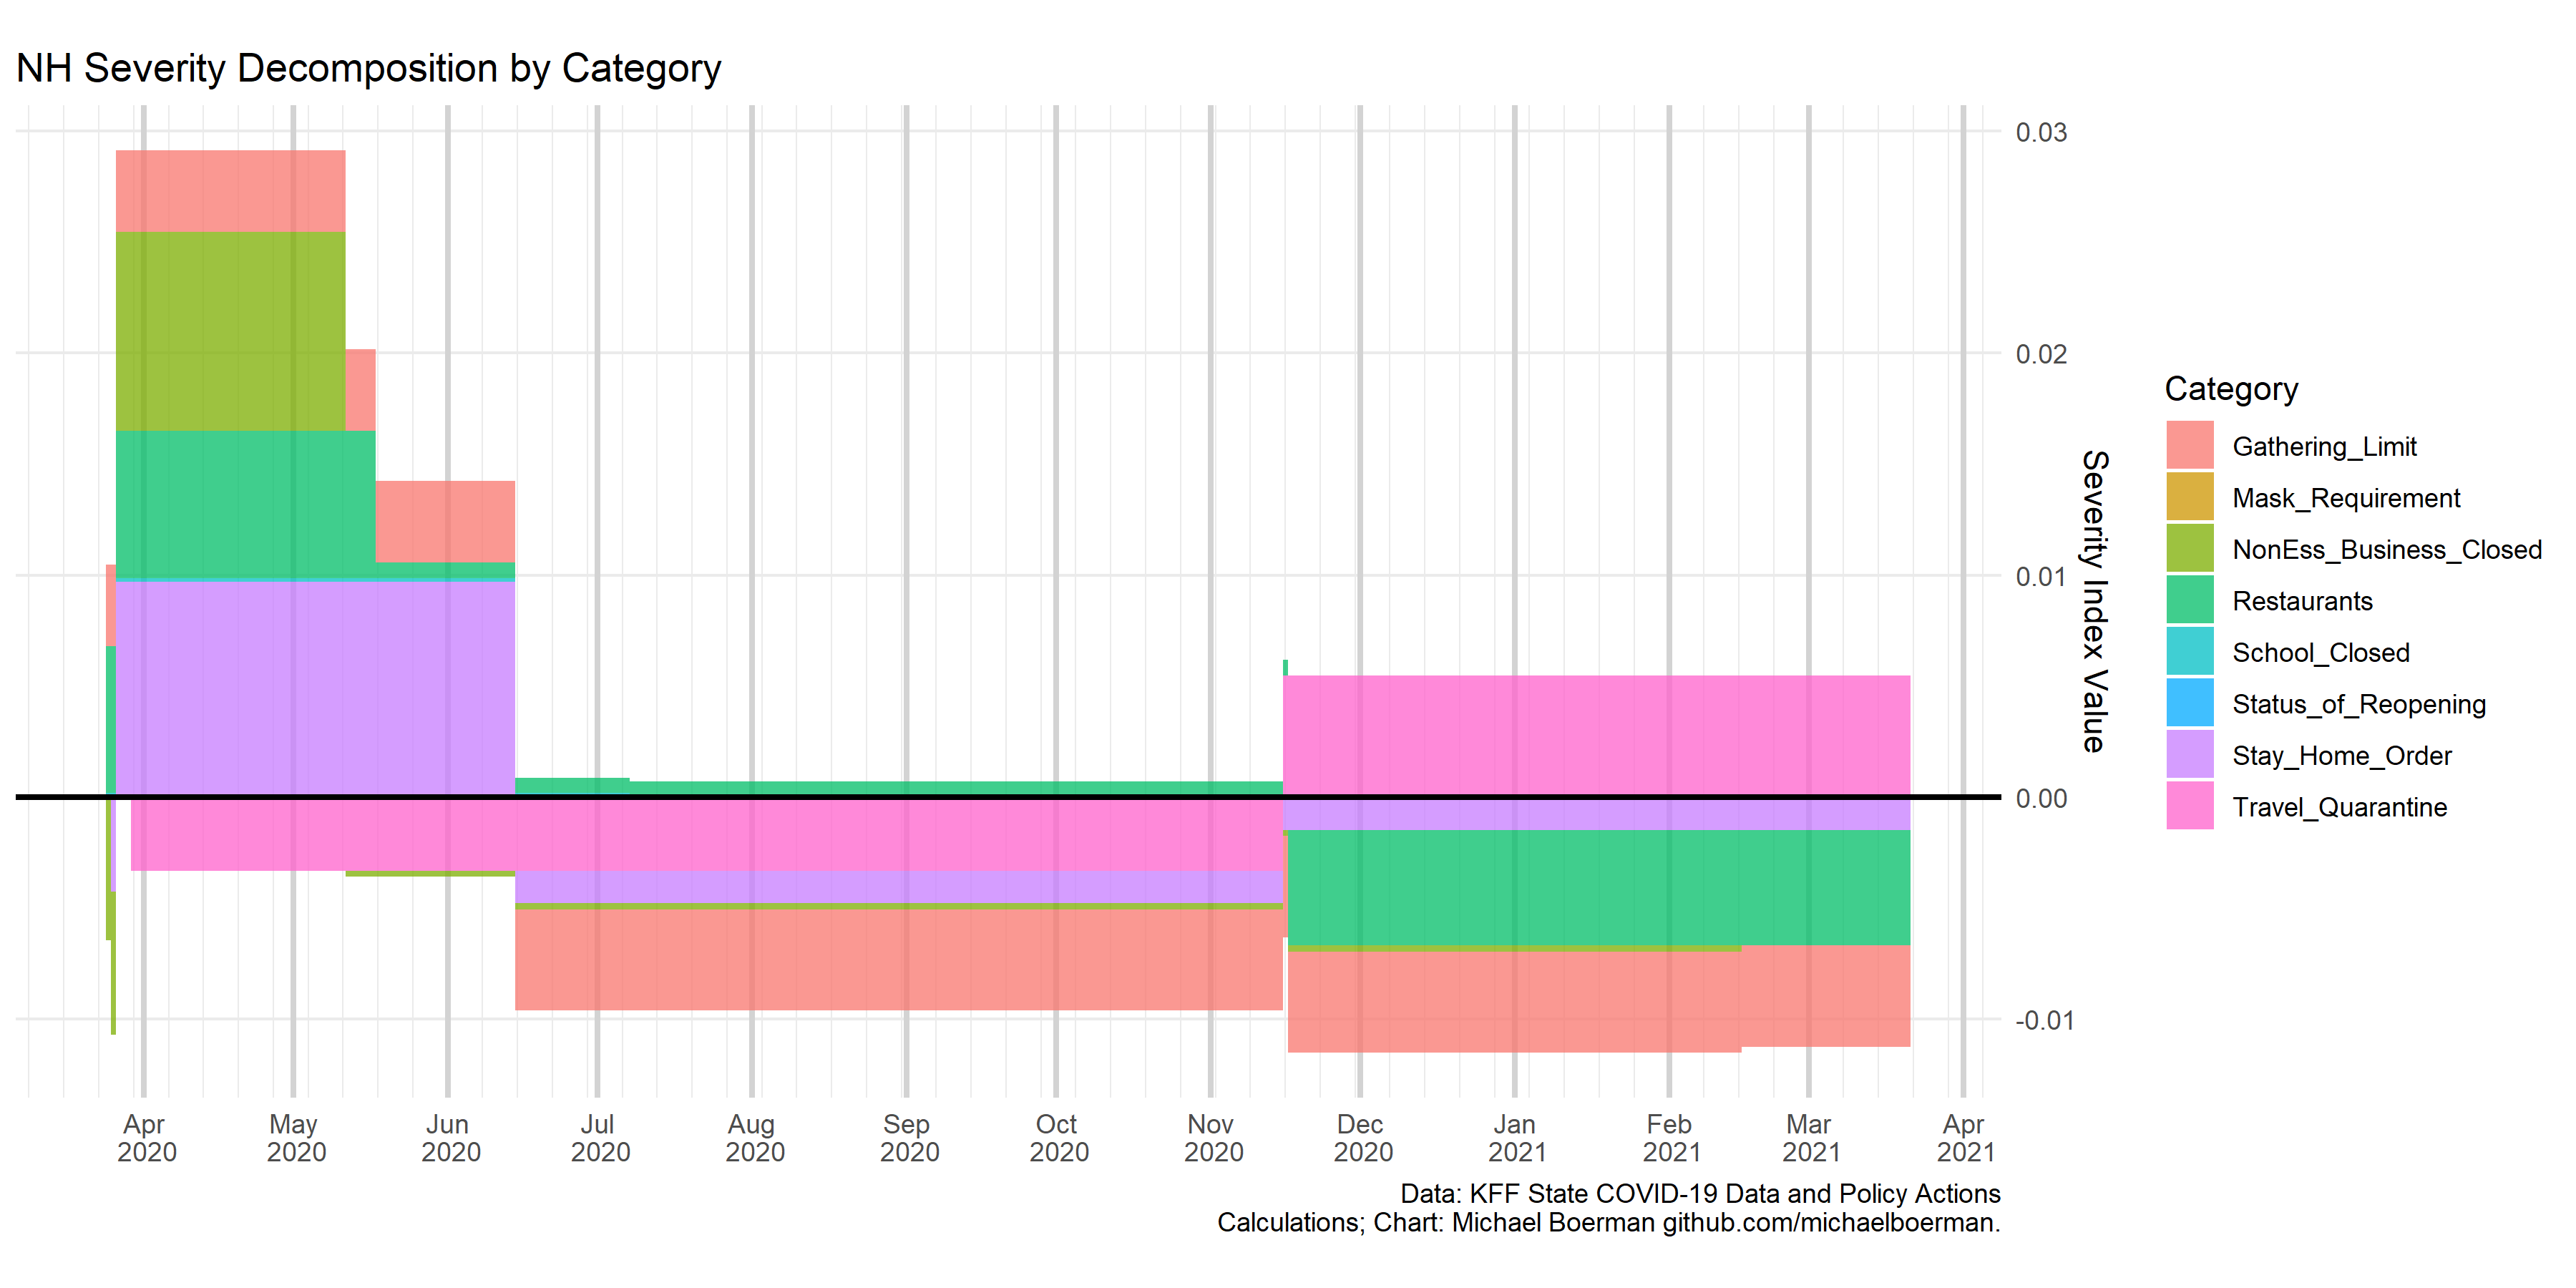 NH Severity Decomposition by Category
0.03
0.02
0.01
0.00
-0.01
Severity Index Value
Apr
2020
May
2020
Jun
2020
Jul
2020
Aug
2020
Sep
2020
Oct
2020
Nov
2020
Dec
2020
Jan
2021
Feb
2021
Mar
2021
Apr
2021
Category
Gathering_Limit
Mask_Requirement
NonEss_Business_Closed
Restaurants
School_Closed
Status_of_Reopening
Stay_Home_Order
Travel_Quarantine
Data: KFF State COVID-19 Data and Policy Actions
Calculations; Chart: Michael Boerman github.com/michaelboerman.